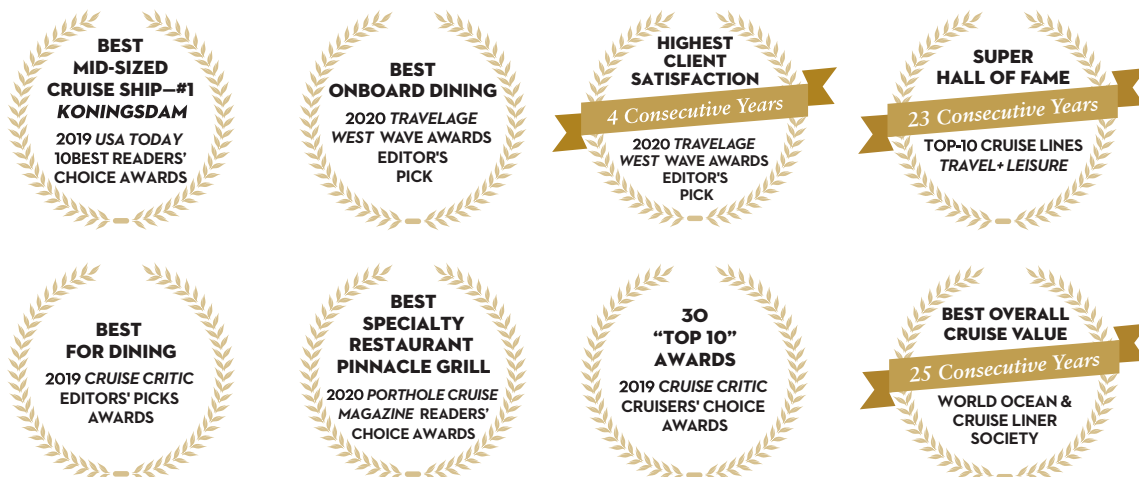 BEST
MID-SIZED
CRUISE SHIP—#1
KONINGSDAM
2019 USA TODAY
10BEST READERS’
CHOICE AWARDS
BEST
ONBOARD DINING
2020 TRAVELAGE
WEST WAVE AWARDS
EDITOR'S
PICK
HIGHEST
CLIENT
SATISFACTION
4 Consecutive Years
2020 TRAVELAGE
WEST WAVE AWARDS
EDITOR'S
PICK
SUPER
HALL OF FAME
23 Consecutive Years
TOP-10 CRUISE LINES
TRAVEL+ LEISURE
BEST
FOR DINING
2019 CRUISE CRITIC
EDITORS' PICKS
AWARDS
BEST
SPECIALTY
RESTAURANT
PINNACLE GRILL
2020 PORTHOLE CRUISE
MAGAZINE READERS’
CHOICE AWARDS
30
“TOP 10”
AWARDS
2019 CRUISE CRITIC
CRUISERS’ CHOICE
AWARDS
BEST OVERALL
CRUISE VALUE
25 Consecutive Years
WORLD OCEAN &
CRUISE LINER
SOCIETY